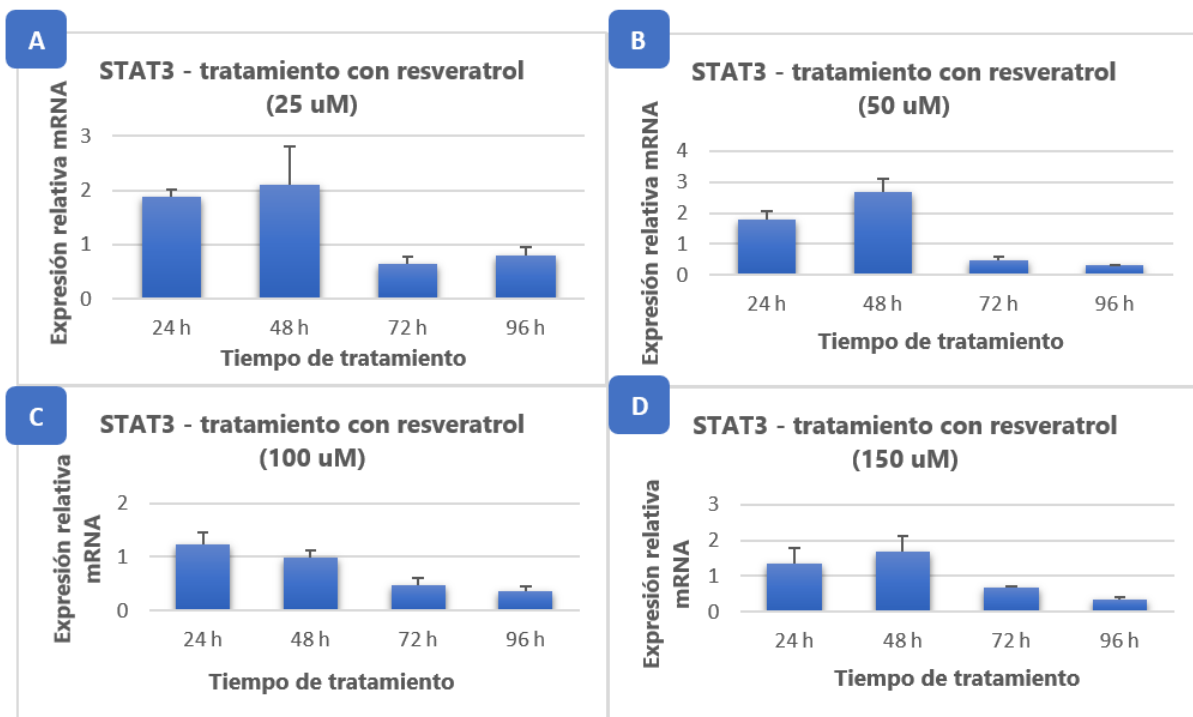 A
STAT3 - tratamiento con resveratrol
(25 uM)
Expresión relativa mRNA
3
2
1
0
24 h 48 h 72 h 96 h
Tiempo de tratamiento
B
STAT3 - tratamiento con resveratrol
(50 uM)
Expresión relativa mRNA
4
3
2
1
0
24 h 48 h 72 h 96 h
Tiempo de tratamiento
C
STAT3 - tratamiento con resveratrol
(100 uM)
Expresión relativa
mRNA
2
1
0
24 h 48 h 72 h 96 h
Tiempo de tratamiento
D
STAT3 - tratamiento con resveratrol
(150 uM)
Expresión relativa
mRNA
3
2
1
0
24 h 48 h 72 h 96 h
Tiempo de tratamiento